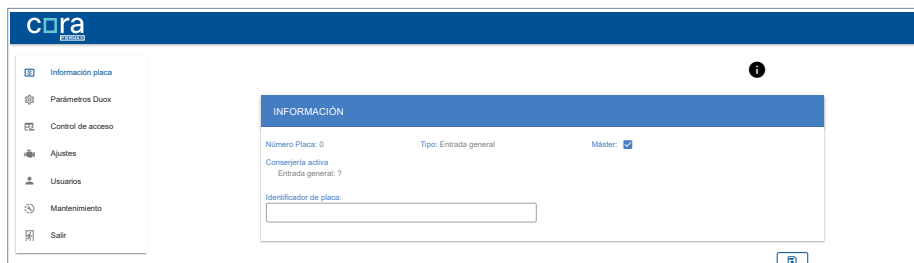 cora
FERMAX
Información placa
Parámetros Duox
Control de acceso
Ajustes
Usuarios
Mantenimiento
Salir
INFORMACIÓN
Número Placa: 0 Tipo: Entrada general Máster:
Conserjería activa
Entrada general: ?
Identificador de placa: